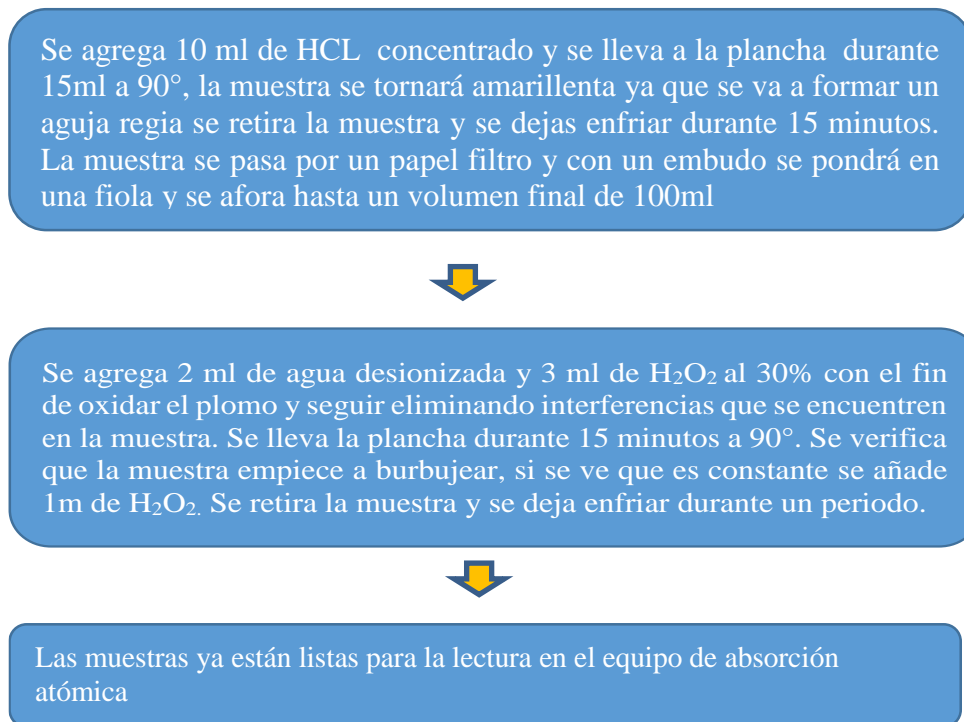 Se agrega 10 ml de HCL concentrado y se lleva a la plancha durante
15ml a 90°, la muestra se tornará amarillenta ya que se va a formar un
aguja regia se retira la muestra y se dejas enfriar durante 15 minutos.
La muestra se pasa por un papel filtro y con un embudo se pondrá en
una fiola y se afora hasta un volumen final de 100ml
Se agrega 2 ml de agua desionizada y 3 ml de H₂O₂ al 30% con el fin
de oxidar el plomo y seguir eliminando interferencias que se encuentren
en la muestra. Se lleva la plancha durante 15 minutos a 90°. Se verifica
que la muestra empiece a burbujear, si se ve que es constante se añade
1m de H₂O₂. Se retira la muestra y se deja enfriar durante un periodo.
Las muestras ya están listas para la lectura en el equipo de absorción
atómica